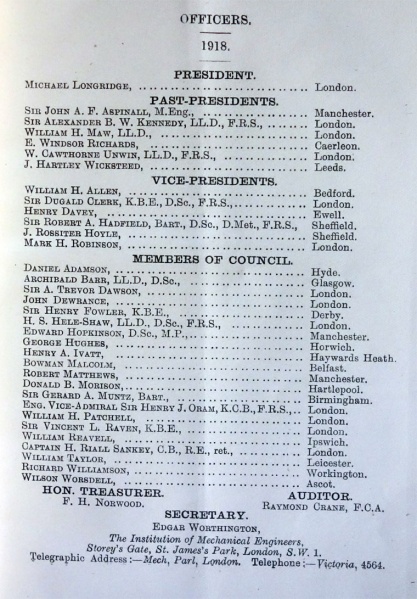 OFFICERS.
1918.
PRESIDENT.
MICHAEL LONGRIDGE, London.
PAST-PRESIDENTS.
SIR JOHN A. F. ASPINALL, M.Eng., Manchester.
SIR ALEXANDER B. W. KENNEDY, LL.D., F.R.S., London.
WILLIAM H. MAW, LL.D., London.
E. WINDSOR RICHARDS, Caerleon.
W. CAWTHORNE UNWIN, LL.D., F.R.S., London.
J. HARTLEY WICKSTEED, Leeds.
VICE-PRESIDENTS.
WILLIAM H. ALLEN, Bedford.
SIR DUGALD CLERK, K.B.E., D.Sc., F.R.S., London.
HENRY DAVEY, Ewell.
SIR ROBERT A. HADFIELD, BART., D.Sc., D.Met., F.R.S., Sheffield.
J. ROSSITER HOYLE, Sheffield.
MARK H. ROBINSON, London.
MEMBERS OF COUNCIL.
DANIEL ADAMSON, Hyde.
ARCHIBALD BARR, LL.D., D.Sc., Glasgow.
SIR A. TREVOR DAWSON, London.
JOHN DEWRANCE, London.
SIR HENRY FOWLER, K.B.E., Derby.
H. S. HELE-SHAW, LL.D., D.Sc., F.R.S., London.
EDWARD HOPKINSON, D.Sc., M.P., Manchester.
GEORGE HUGHES, Horwich.
HENRY A. IVATT, Haywards Heath.
BOWMAN MALCOLM, Belfast.
ROBERT MATTHEWS, Manchester.
DONALD B. MORISON, Hartlepool.
SIR GERARD A. MUNTZ, BART., Birmingham.
ENG. VICE-ADMIRAL SIR HENRY J. ORAM, K.C.B., F.R.S., London.
WILLIAM H. PATCHELL, London.
SIR VINCENT L. RAVEN, K.B.E., London.
WILLIAM REAVELL, Ipswich.
CAPTAIN H. RIALL SANKEY, C.B., R.E., ret., London.
WILLIAM TAYLOR, Leicester.
RICHARD WILLIAMSON, Workington.
WILSON WORSDELL, Ascot.
HON. TREASURER. AUDITOR.
F. H. NORWOOD. RAYMOND CRANE, F.C.A.
SECRETARY.
EDGAR WORTHINGTON,
The Institution of Mechanical Engineers,
Storey's Gate, St. James's Park, London, S.W. 1.
Telegraphic Address:—Mech, Parl, London. Telephone:—Victoria, 4564.